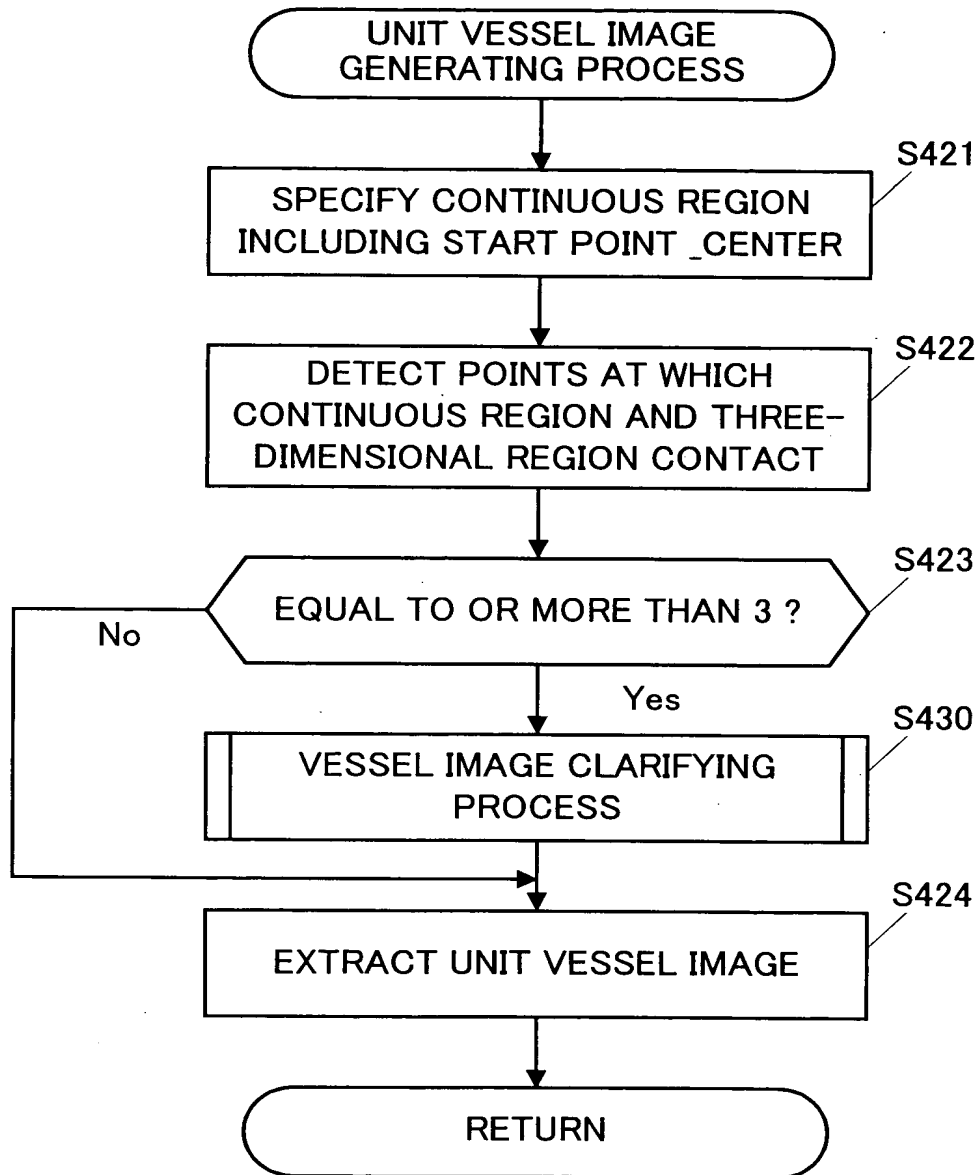 UNIT VESSEL IMAGE
GENERATING PROCESS
S421
SPECIFY CONTINUOUS REGION
INCLUDING START POINT _CENTER
S422
DETECT POINTS AT WHICH
CONTINUOUS REGION AND THREE-
DIMENSIONAL REGION CONTACT
S423
EQUAL TO OR MORE THAN 3 ?
No
Yes
S430
VESSEL IMAGE CLARIFYING
PROCESS
S424
EXTRACT UNIT VESSEL IMAGE
RETURN